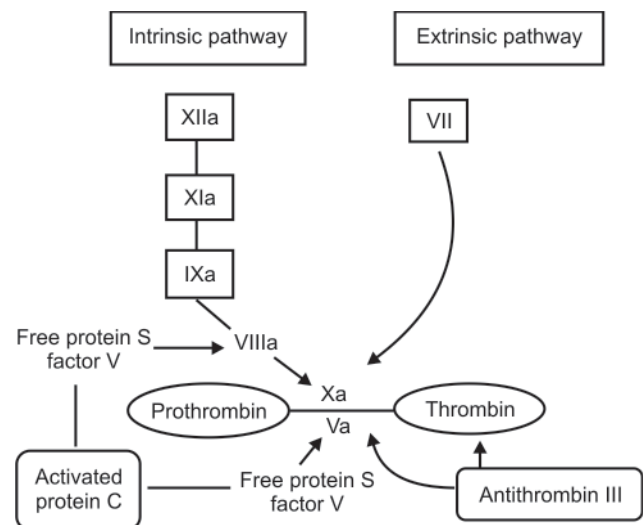 Intrinsic pathway
Extrinsic pathway
XIIa
VII
XIa
IXa
Free protein S
factor V
VIIIa
Xa
Prothrombin
Thrombin
Va
Activated
protein C
Free protein S
factor V
Antithrombin III